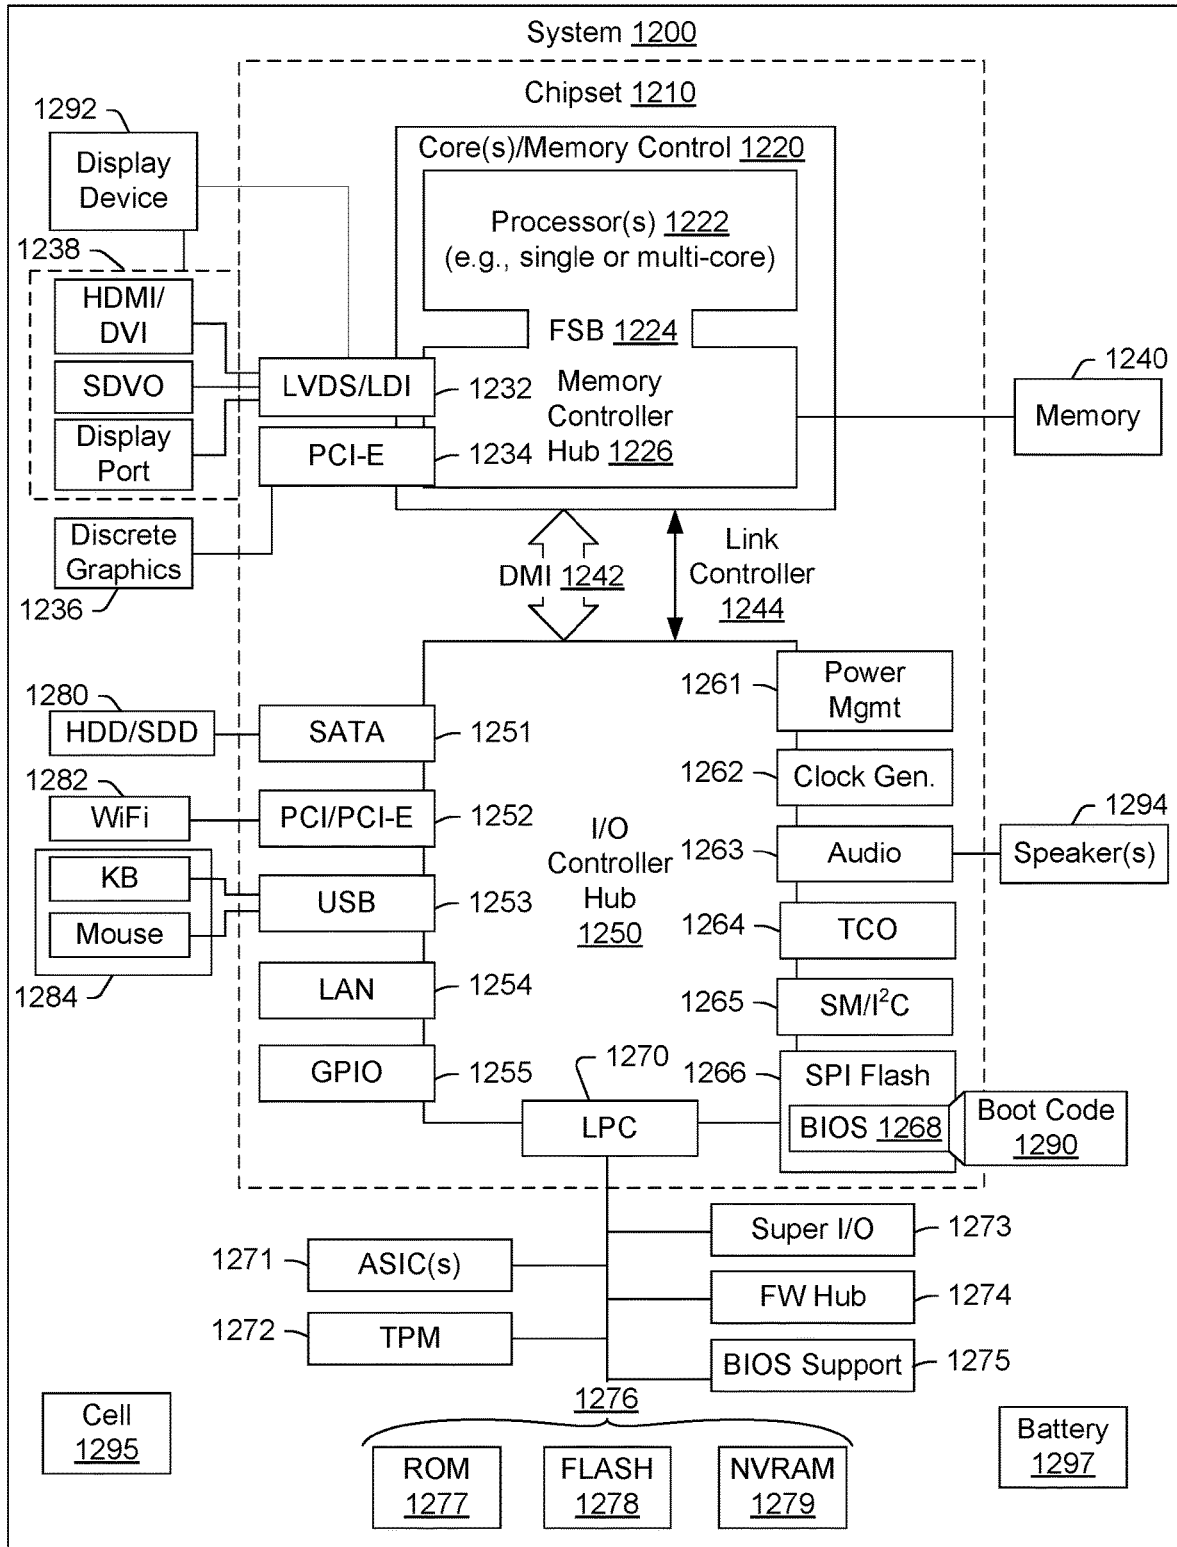 System 1200
Chipset 1210
1292
Display
Device
Core(s)/Memory Control 1220
Processor(s) 1222
(e.g., single or multi-core)
1238
HDMI/
DVI
SDVO
Display
Port
FSB 1224
LVDS/LDI
1232
PCI-E
1234
Memory
Controller
Hub 1226
1240
Memory
Discrete
Graphics
1236
DMI 1242
Link
Controller
1244
1280
HDD/SDD
SATA
1251
1282
WiFi
PCI/PCI-E
1252
KB
Mouse
1284
USB
1253
LAN
1254
GPIO
1255
I/O
Controller
Hub
1250
1261
Power
Mgmt
1262
Clock Gen.
1263
Audio
1294
Speaker(s)
1264
TCO
1265
SM/I²C
1266
SPI Flash
BIOS 1268
Boot Code
1290
1270
LPC
1271
ASIC(s)
1272
TPM
Super I/O
1273
FW Hub
1274
BIOS Support
1275
1276
Cell
1295
ROM
1277
FLASH
1278
NVRAM
1279
Battery
1297